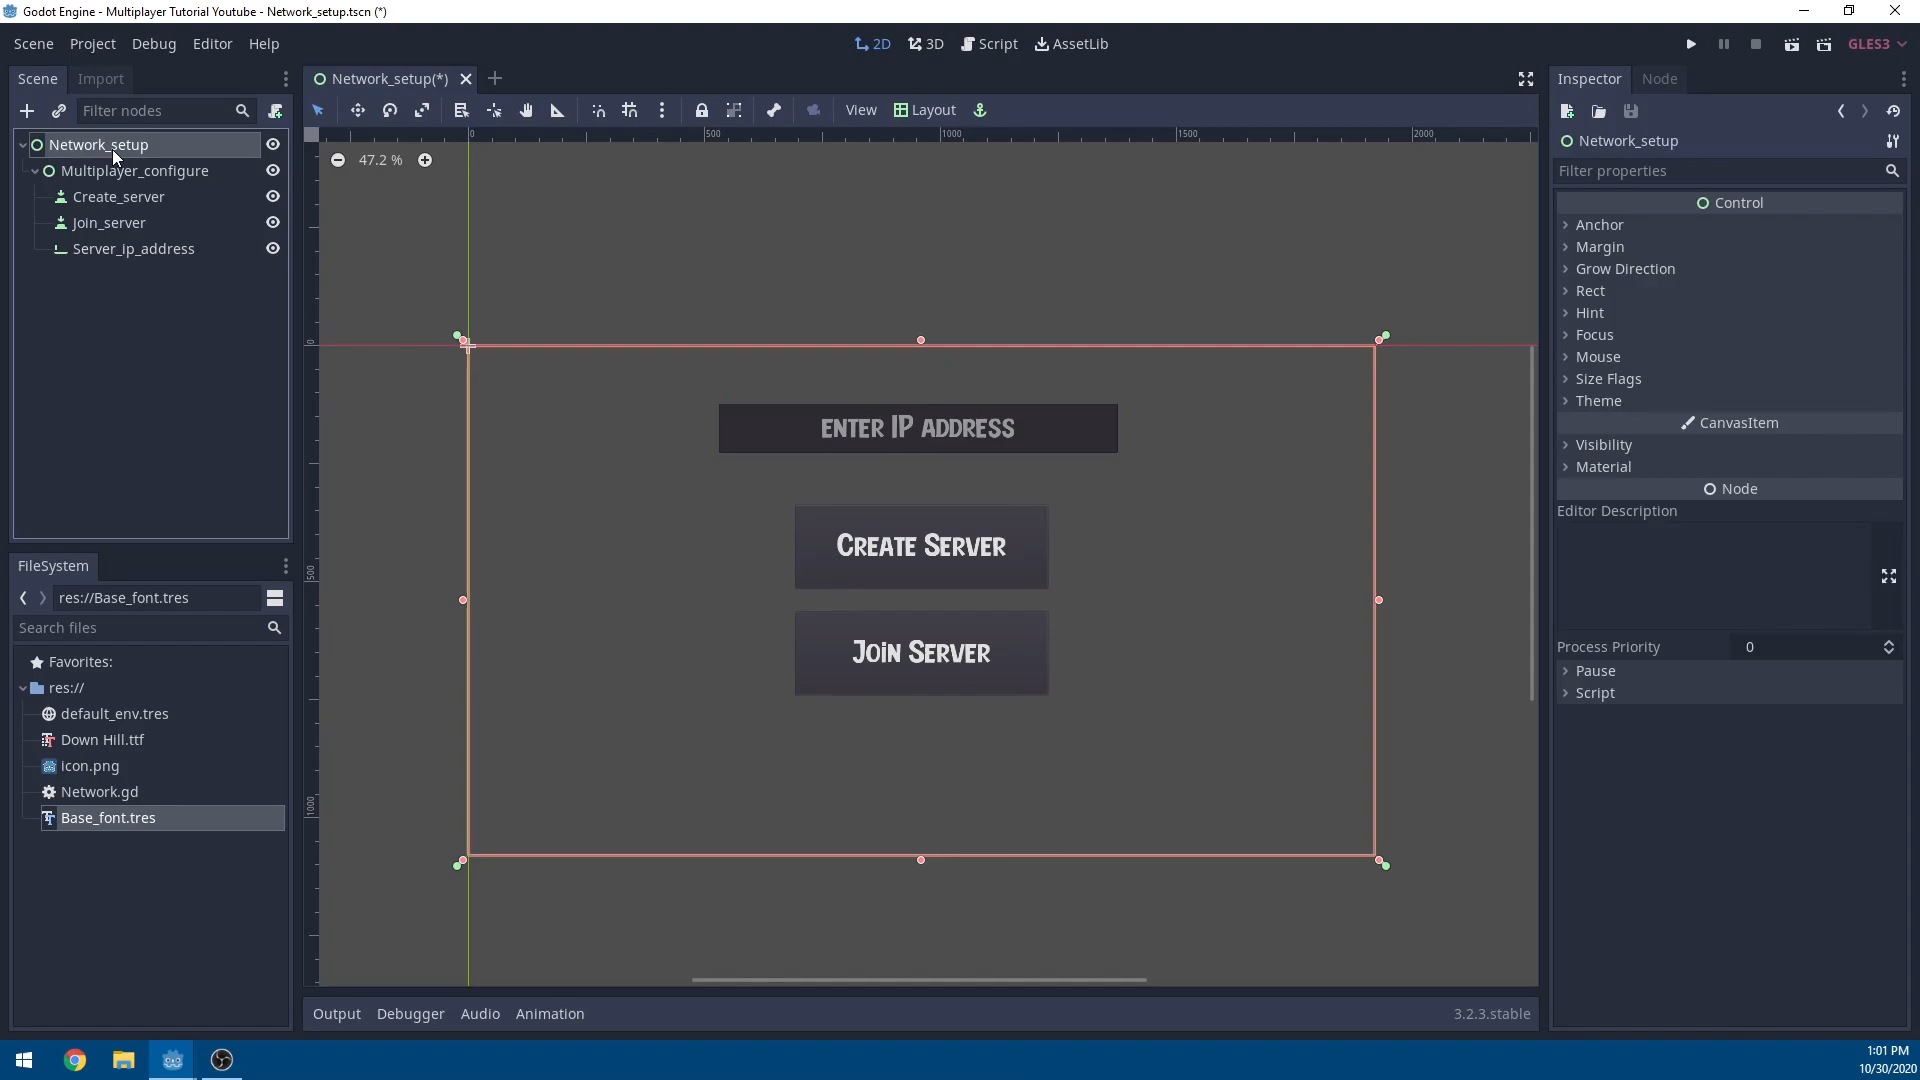 Godot Engine - Multiplayer Tutorial Youtube - Network_setup.tscn (*)
Scene Project Debug Editor Help
2D 3D Script AssetLib
GLES3
Scene Import
Network_setup(*)
Inspector Node
Filter nodes
View Layout
Network_setup
Multiplayer_configure
Create_server
Join_server
Server_ip_address
0 500 1000 1500 2000
47.2 %
0
500
1000
ENTER IP ADDRESS
Create Server
Join Server
Network_setup
Filter properties
Control
Anchor
Margin
Grow Direction
Rect
Hint
Focus
Mouse
Size Flags
Theme
CanvasItem
Visibility
Material
Node
Editor Description
Process Priority 0
Pause
Script
FileSystem
res://Base_font.tres
Search files
Favorites:
res://
default_env.tres
Down Hill.ttf
icon.png
Network.gd
Base_font.tres
Output Debugger Audio Animation
3.2.3.stable
1:01 PM
10/30/2020